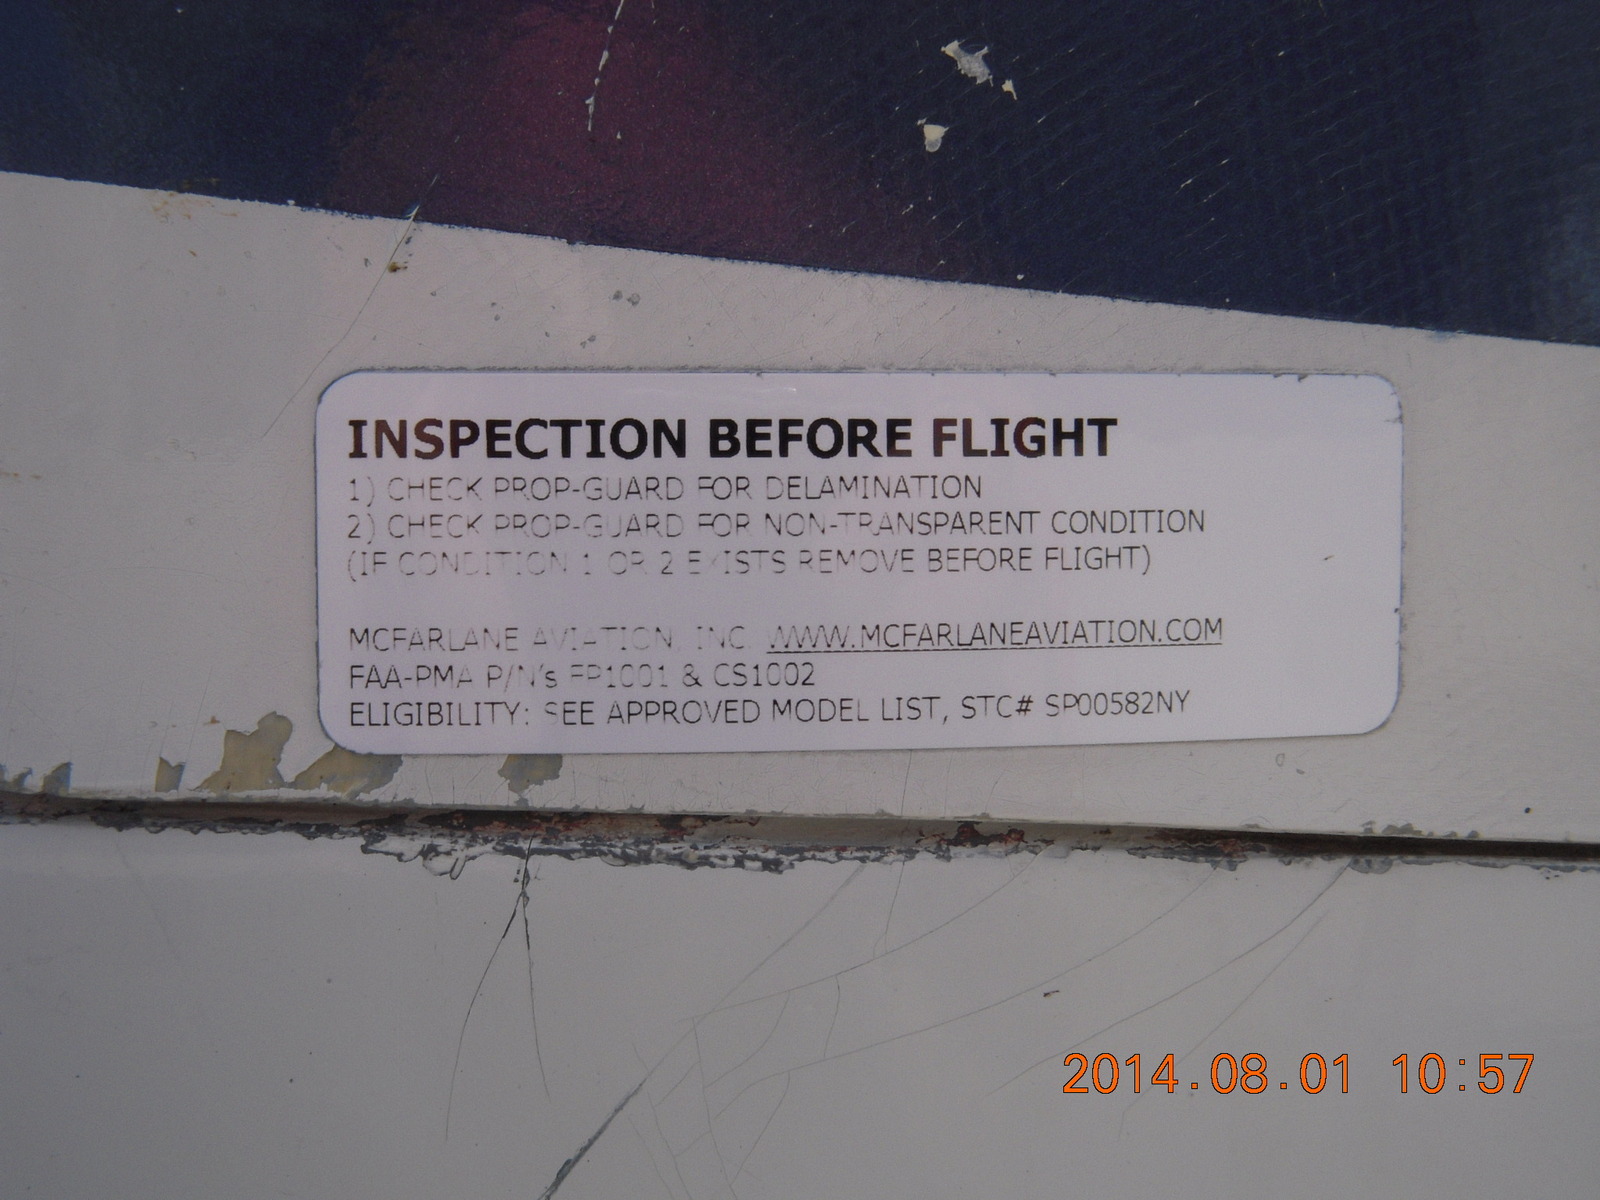 INSPECTION BEFORE FLIGHT
1) CHECK PROP-GUARD FOR DELAMINATION
2) CHECK PROP-GUARD FOR NON-TRANSPARENT CONDITION
(IF CONDITION 1 OR 2 EXISTS REMOVE BEFORE FLIGHT)
MCFARLANE AVIATION, INC. WWW.MCFARLANEAVIATION.COM
FAA-PMA P/N's FP1001 & CS1002
ELIGIBILITY: SEE APPROVED MODEL LIST, STC# SP00582NY
2014.08.01 10:57